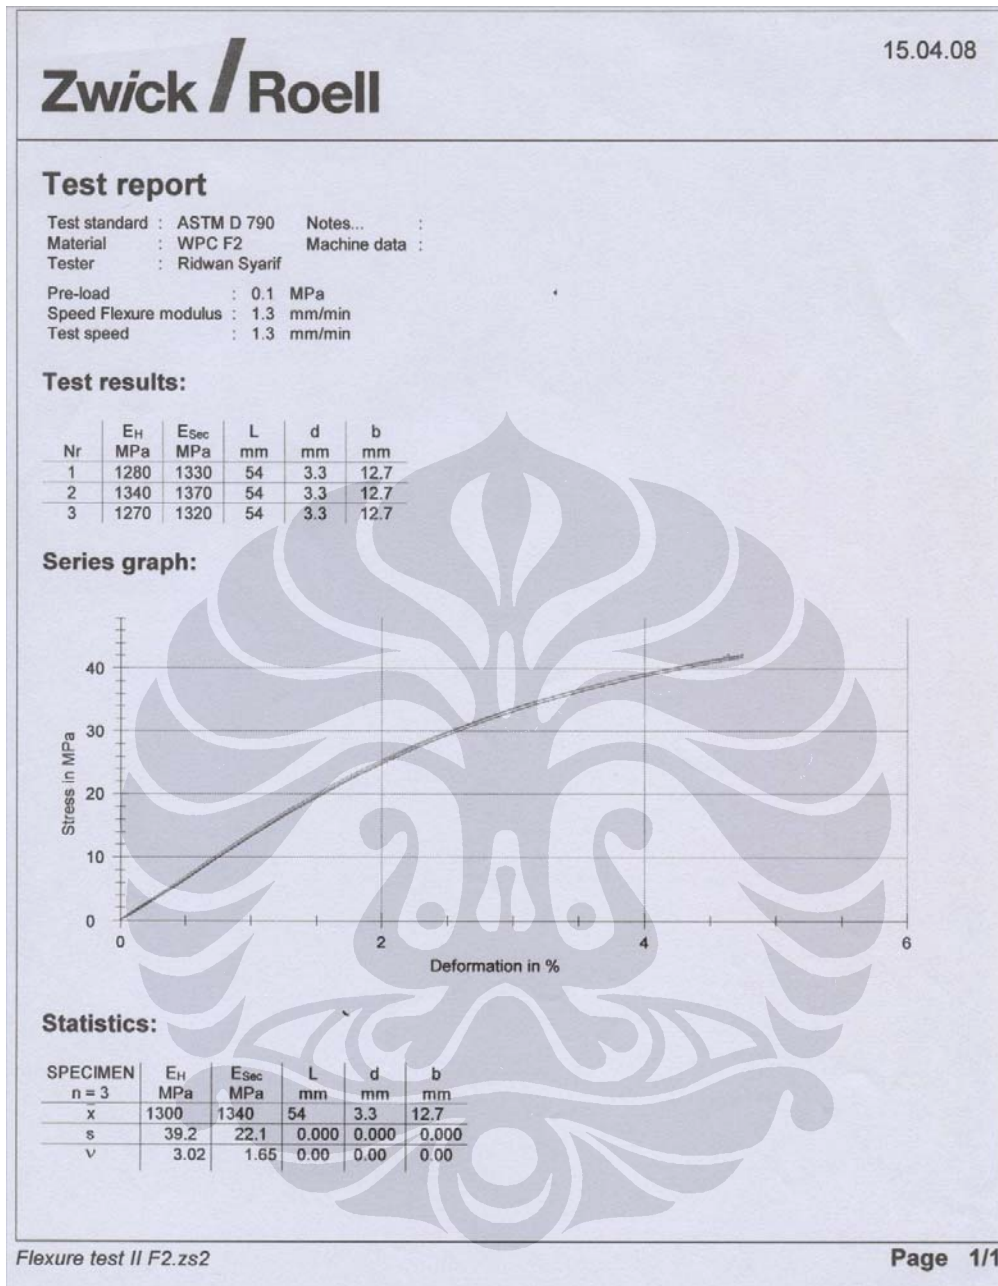 15.04.08
Zwick / Roell
Test report
Test standard : ASTM D 790 Notes... :
Material : WPC F2 Machine data :
Tester : Ridwan Syarif
Pre-load : 0.1 MPa
Speed Flexure modulus : 1.3 mm/min
Test speed : 1.3 mm/min
Test results:
EH ESec L d b
Nr MPa MPa mm mm mm
1 1280 1330 54 3.3 12.7
2 1340 1370 54 3.3 12.7
3 1270 1320 54 3.3 12.7
Series graph:
40
30
20
10
0
Stress in MPa
0 2 4 6
Deformation in %
Statistics:
SPECIMEN EH ESec L d b
n = 3 MPa MPa mm mm mm
x̄ 1300 1340 54 3.3 12.7
s 39.2 22.1 0.000 0.000 0.000
ν 3.02 1.65 0.00 0.00 0.00
Flexure test II F2.zs2
Page 1/1